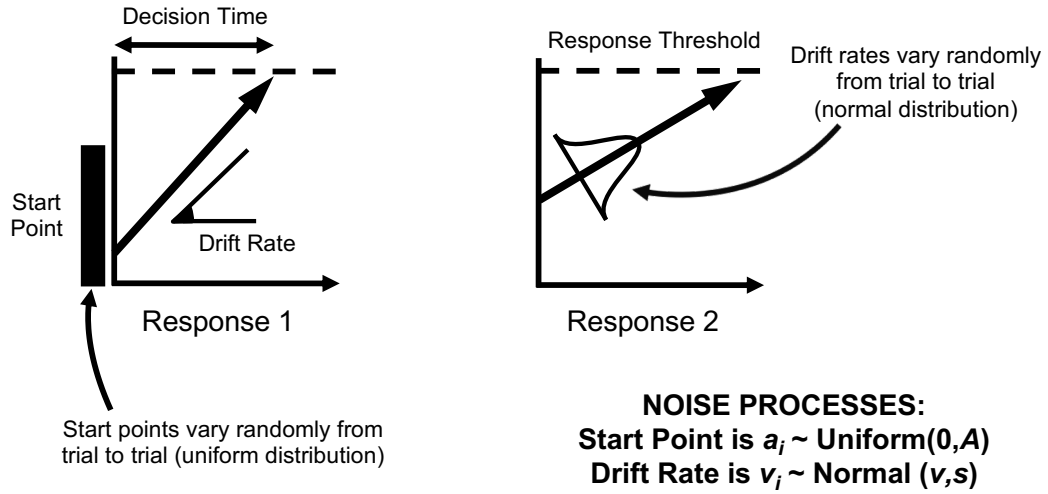 Decision Time
Start
Point
Drift Rate
Response 1
Start points vary randomly from
trial to trial (uniform distribution)
Response Threshold
Drift rates vary randomly
from trial to trial
(normal distribution)
Response 2
NOISE PROCESSES:
Start Point is a_i ~ Uniform(0,A)
Drift Rate is v_i ~ Normal (v,s)